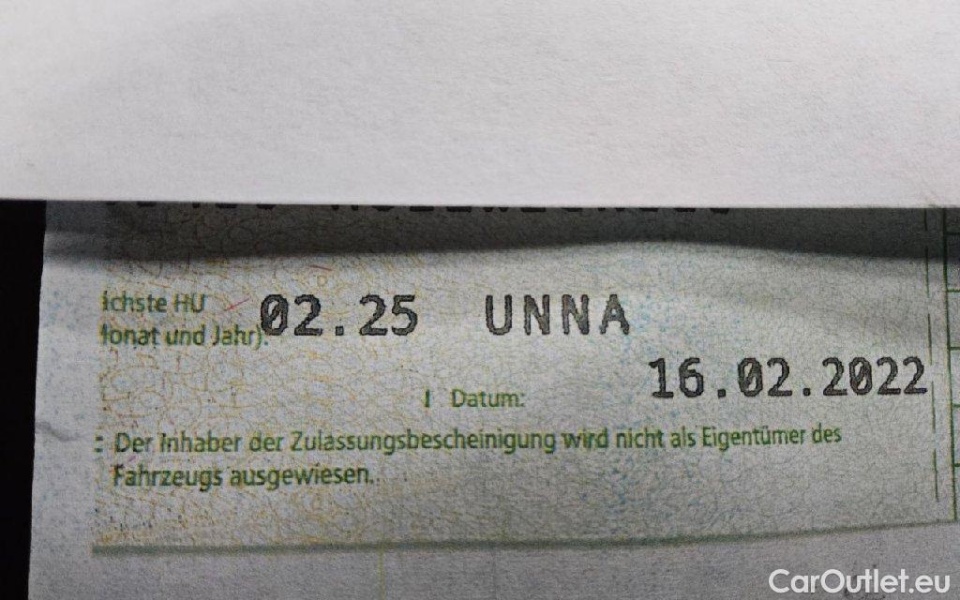 ichste HU
lonat und Jahr):
02.25 UNNA
16.02.2022
Datum:
: Der Inhaber der Zulassungsbescheinigung wird nicht als Eigentümer des
Fahrzeugs ausgewiesen.
CarOutlet.eu